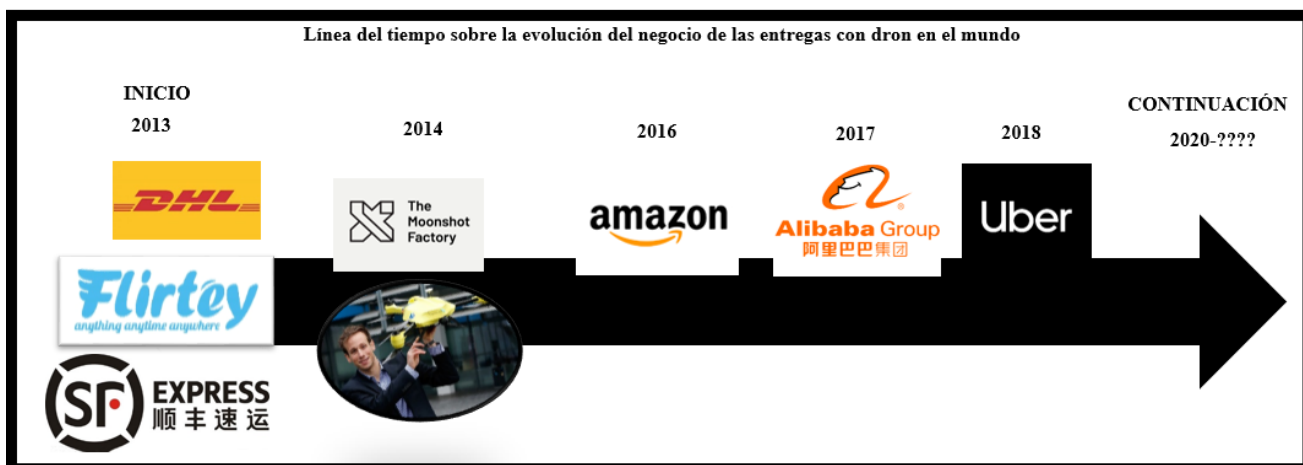 Línea del tiempo sobre la evolución del negocio de las entregas con dron en el mundo
INICIO
2013
2014
2016
2017
2018
CONTINUACIÓN
2020-????
DHL
Flirtey
anything anytime anywhere
SF EXPRESS
顺丰速运
The
Moonshot
Factory
amazon
Alibaba Group
阿里巴巴集团
Uber